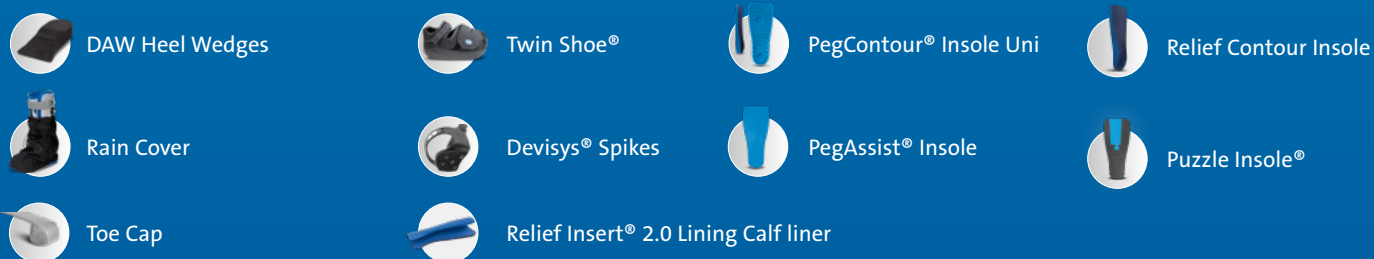 DAW Heel Wedges
Twin Shoe®
PegContour® Insole Uni
Relief Contour Insole
Rain Cover
Devisys® Spikes
PegAssist® Insole
Puzzle Insole®
Toe Cap
Relief Insert® 2.0 Lining Calf liner